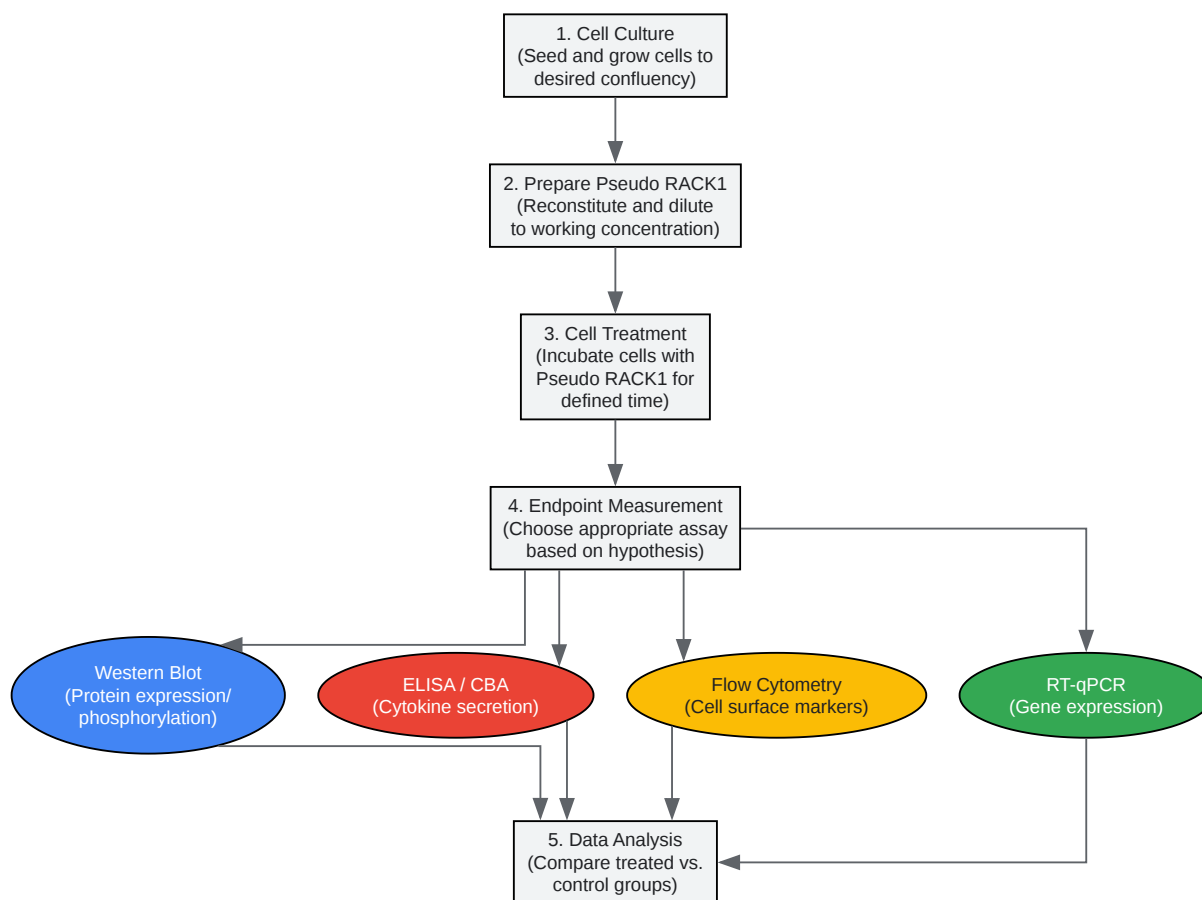 1. Cell Culture
(Seed and grow cells to
desired confluency)
2. Prepare Pseudo RACK1
(Reconstitute and dilute
to working concentration)
3. Cell Treatment
(Incubate cells with
Pseudo RACK1 for
defined time)
4. Endpoint Measurement
(Choose appropriate assay
based on hypothesis)
Western Blot
(Protein expression/
phosphorylation)
ELISA / CBA
(Cytokine secretion)
Flow Cytometry
(Cell surface markers)
RT-qPCR
(Gene expression)
5. Data Analysis
(Compare treated vs.
control groups)